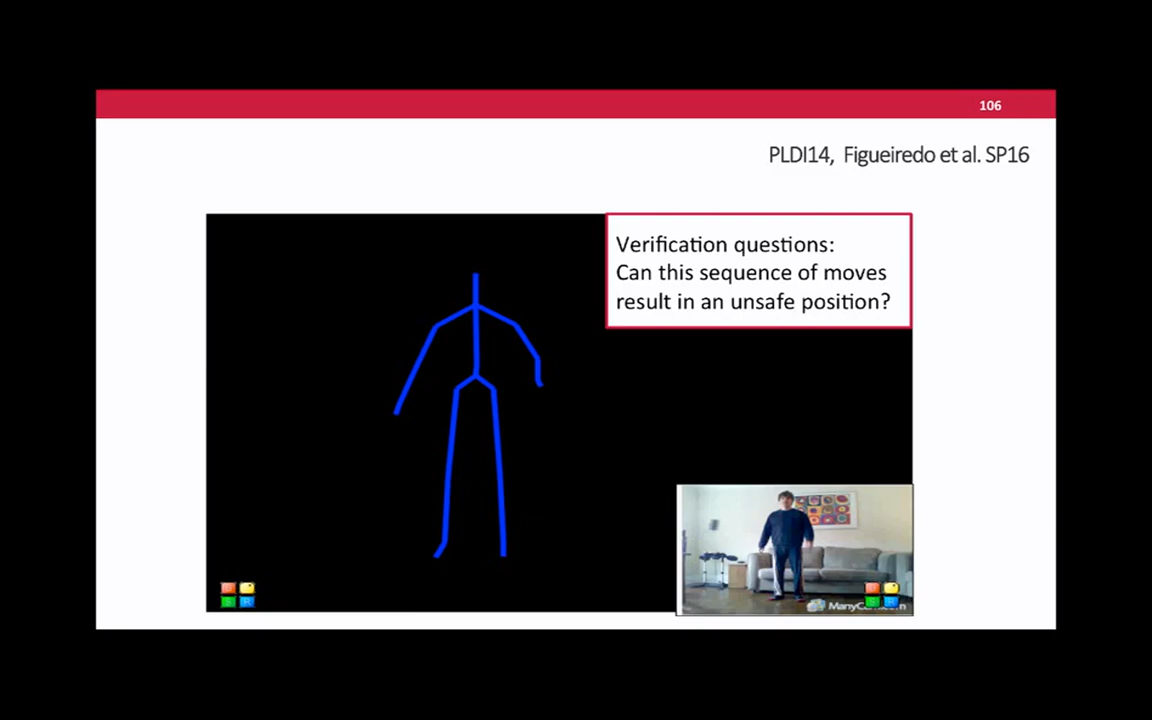 106
PLDI14, Figueiredo et al. SP16
Verification questions:
Can this sequence of moves
result in an unsafe position?